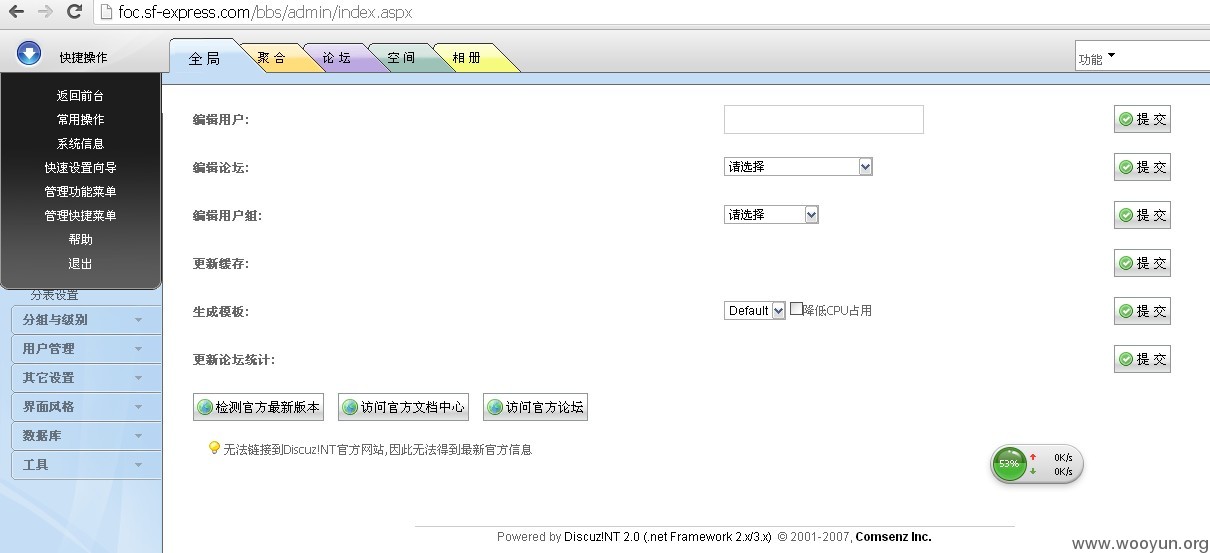 foc.sf-express.com/bbs/admin/index.aspx
快捷操作
全局 聚合 论坛 空间 相册
功能
返回前台
常用操作
系统信息
快速设置向导
管理功能菜单
管理快捷菜单
帮助
退出
分表设置
分组与级别
用户管理
其它设置
界面风格
数据库
工具
编辑用户: 提交
编辑论坛: 请选择 提交
编辑用户组: 请选择 提交
更新缓存: 提交
生成模板: Default 降低CPU占用 提交
更新论坛统计: 提交
检测官方最新版本 访问官方文档中心 访问官方论坛
无法链接到Discuz!NT官方网站,因此无法得到最新官方信息
53% 0K/s
0K/s
Powered by Discuz!NT 2.0 (.net Framework 2.x/3.x) © 2001-2007, Comsenz Inc.
www.wooyun.org